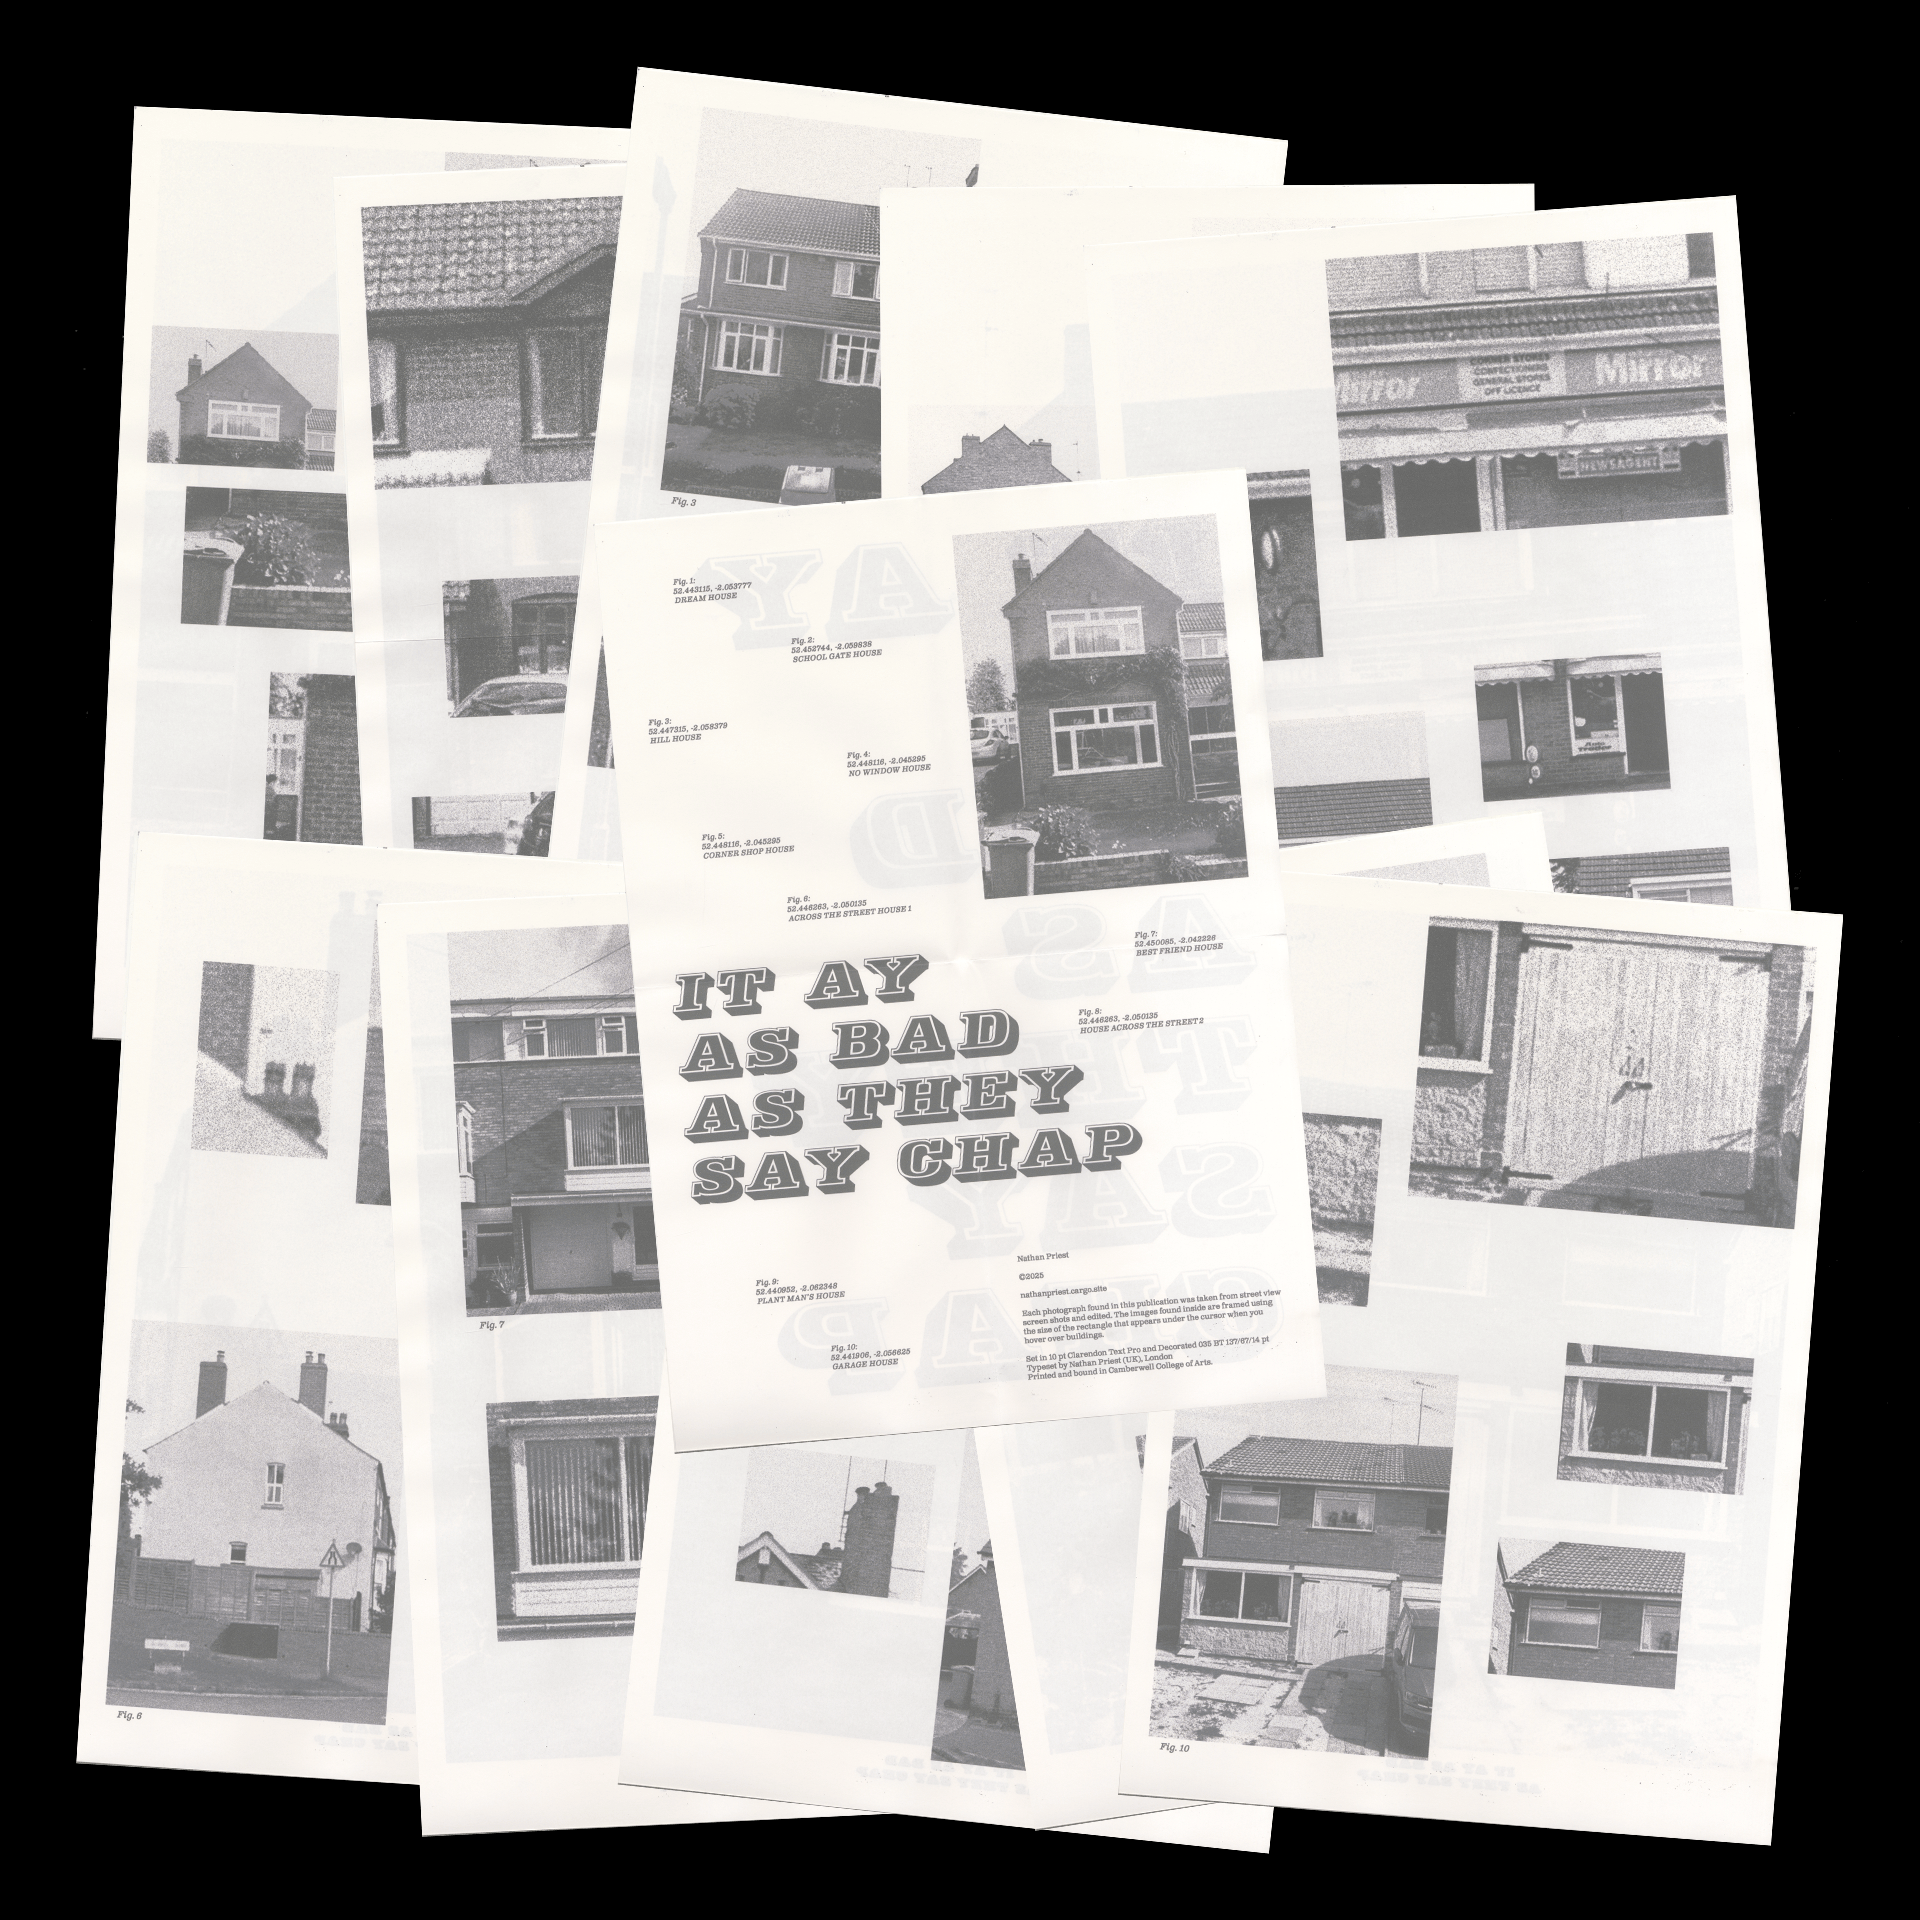 Fig. 3
Mirror
CORNER STORES
CONFECTIONERS
GENERAL STORES
OFF LICENCE
Mirror
NEWSAGENT
Auto
Trader
Fig. 1:
52.443115, -2.053777
DREAM HOUSE
Fig. 2:
52.452744, -2.059838
SCHOOL GATE HOUSE
Fig. 3:
52.447315, -2.058379
HILL HOUSE
Fig. 4:
52.448116, -2.045295
NO WINDOW HOUSE
Fig. 5:
52.448116, -2.045295
CORNER SHOP HOUSE
Fig. 6:
52.446263, -2.050135
ACROSS THE STREET HOUSE 1
Fig. 7:
52.450085, -2.042226
BEST FRIEND HOUSE
Fig. 8:
52.446263, -2.050135
HOUSE ACROSS THE STREET 2
IT AY
AS BAD
AS THEY
SAY CHAP
Fig. 9:
52.440952, -2.062348
PLANT MAN'S HOUSE
Fig. 10:
52.441906, -2.056625
GARAGE HOUSE
Nathan Priest
©2025
nathanpriest.cargo.site
Each photograph found in this publication was taken from street view
screen shots and edited. The images found inside are framed using
the size of the rectangle that appears under the cursor when you
hover over buildings.
Set in 10 pt Clarendon Text Pro and Decorated 035 BT 137/67/14 pt
Typeset by Nathan Priest (UK), London
Printed and bound in Camberwell College of Arts.
Fig. 7
Fig. 6
Fig. 10